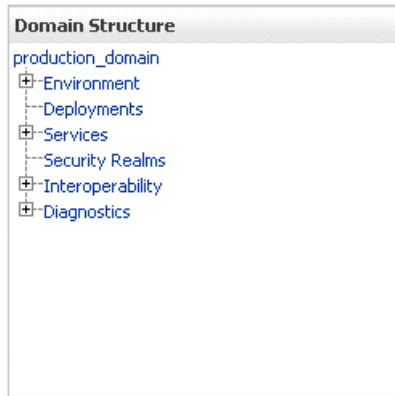 Domain Structure
production_domain
Environment
Deployments
Services
Security Realms
Interoperability
Diagnostics